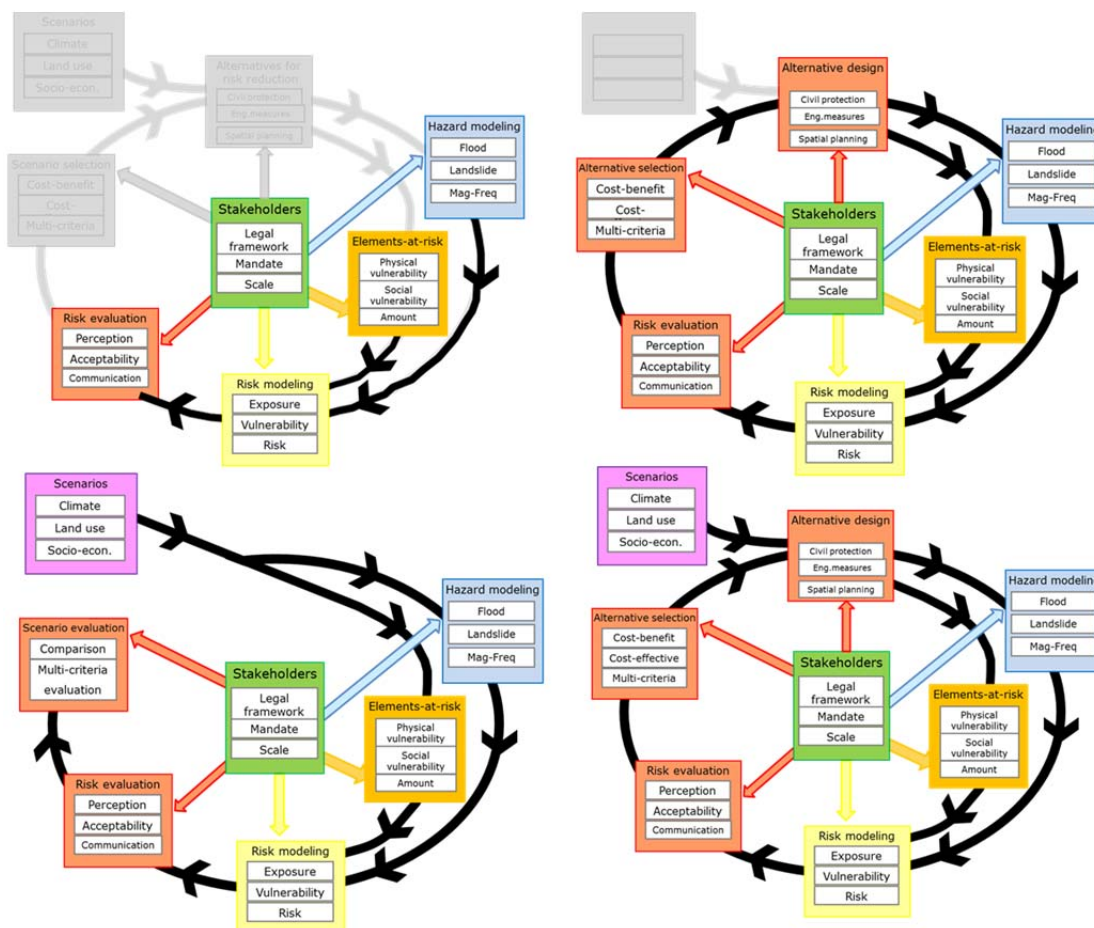 Scenarios
Climate
Land use
Socio-econ.
Alternatives for
risk reduction
Civil protection
Eng.measures
Spatial planning
Scenario selection
Cost-benefit
Cost-
Multi-criteria
Hazard modeling
Flood
Landslide
Mag-Freq
Stakeholders
Legal
framework
Mandate
Scale
Elements-at-risk
Physical
vulnerability
Social
vulnerability
Amount
Risk evaluation
Perception
Acceptability
Communication
Risk modeling
Exposure
Vulnerability
Risk
Alternative design
Civil protection
Eng.measures
Spatial planning
Alternative selection
Cost-benefit
Cost-
Multi-criteria
Hazard modeling
Flood
Landslide
Mag-Freq
Stakeholders
Legal
framework
Mandate
Scale
Elements-at-risk
Physical
vulnerability
Social
vulnerability
Amount
Risk evaluation
Perception
Acceptability
Communication
Risk modeling
Exposure
Vulnerability
Risk
Scenarios
Climate
Land use
Socio-econ.
Hazard modeling
Flood
Landslide
Mag-Freq
Scenario evaluation
Comparison
Multi-criteria
evaluation
Stakeholders
Legal
framework
Mandate
Scale
Elements-at-risk
Physical
vulnerability
Social
vulnerability
Amount
Risk evaluation
Perception
Acceptability
Communication
Risk modeling
Exposure
Vulnerability
Risk
Scenarios
Climate
Land use
Socio-econ.
Alternative design
Civil protection
Eng.measures
Spatial planning
Alternative selection
Cost-benefit
Cost-effective
Multi-criteria
Hazard modeling
Flood
Landslide
Mag-Freq
Stakeholders
Legal
framework
Mandate
Scale
Elements-at-risk
Physical
vulnerability
Social
vulnerability
Amount
Risk evaluation
Perception
Acceptability
Communication
Risk modeling
Exposure
Vulnerability
Risk